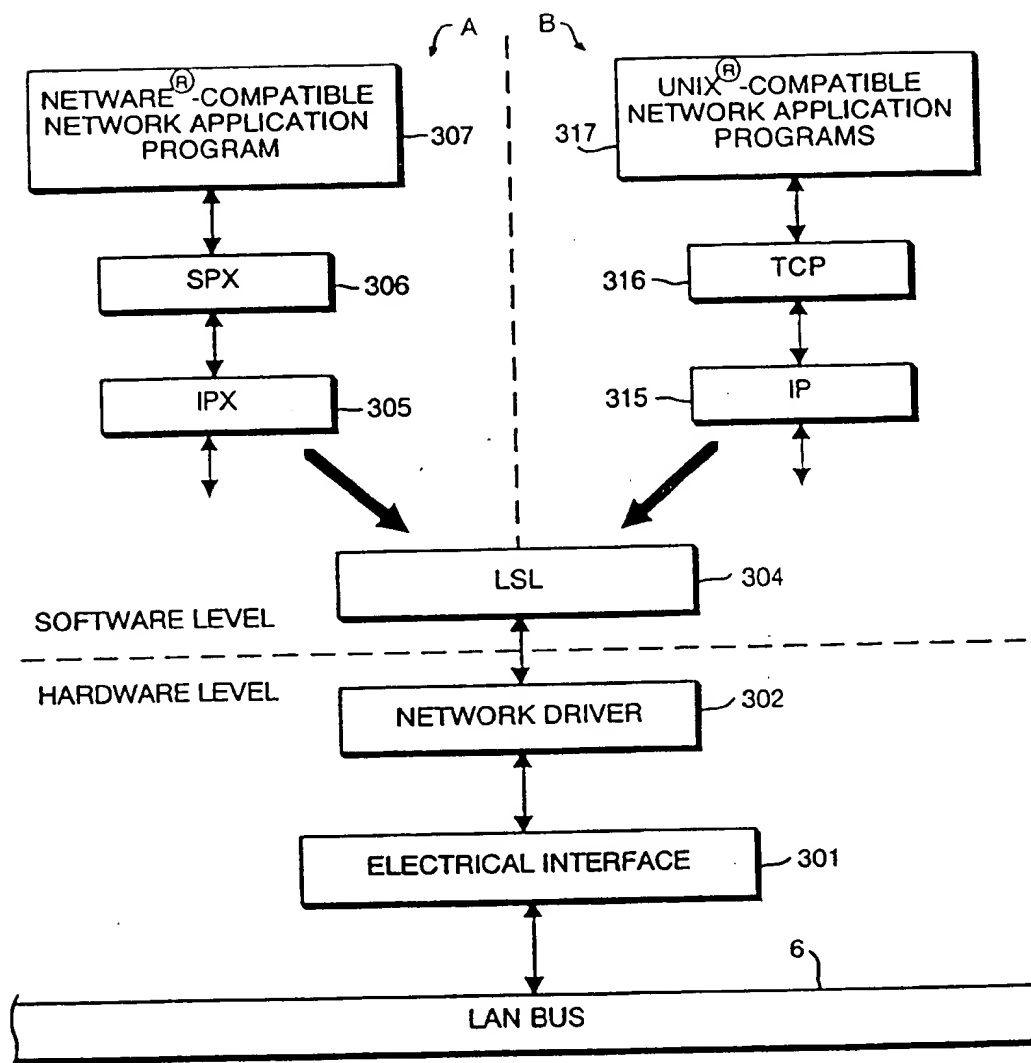 A
B
NETWARE®-COMPATIBLE
NETWORK APPLICATION
PROGRAM
307
UNIX®-COMPATIBLE
NETWORK APPLICATION
PROGRAMS
317
SPX
306
TCP
316
IPX
305
IP
315
LSL
304
SOFTWARE LEVEL
HARDWARE LEVEL
NETWORK DRIVER
302
ELECTRICAL INTERFACE
301
6
LAN BUS